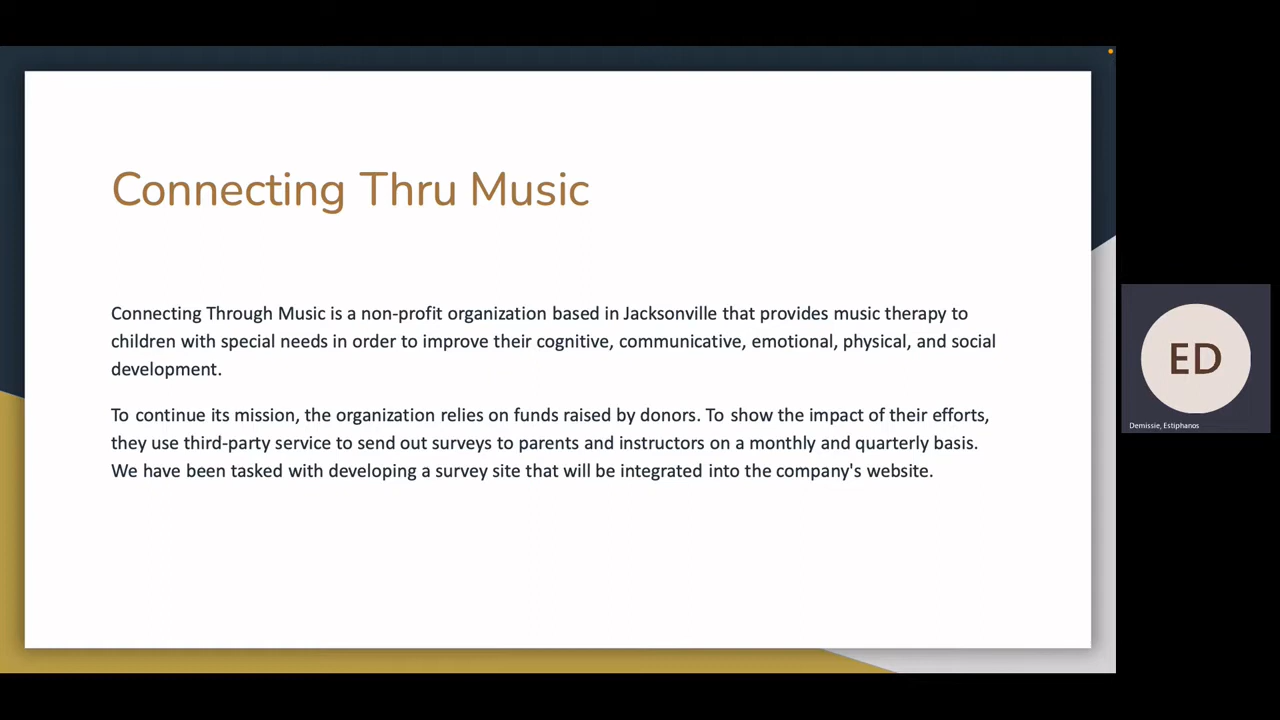 Connecting Thru Music
Connecting Through Music is a non-profit organization based in Jacksonville that provides music therapy to
children with special needs in order to improve their cognitive, communicative, emotional, physical, and social
development.
To continue its mission, the organization relies on funds raised by donors. To show the impact of their efforts,
they use third-party service to send out surveys to parents and instructors on a monthly and quarterly basis.
We have been tasked with developing a survey site that will be integrated into the company's website.
ED
Demissie, Estiphanos